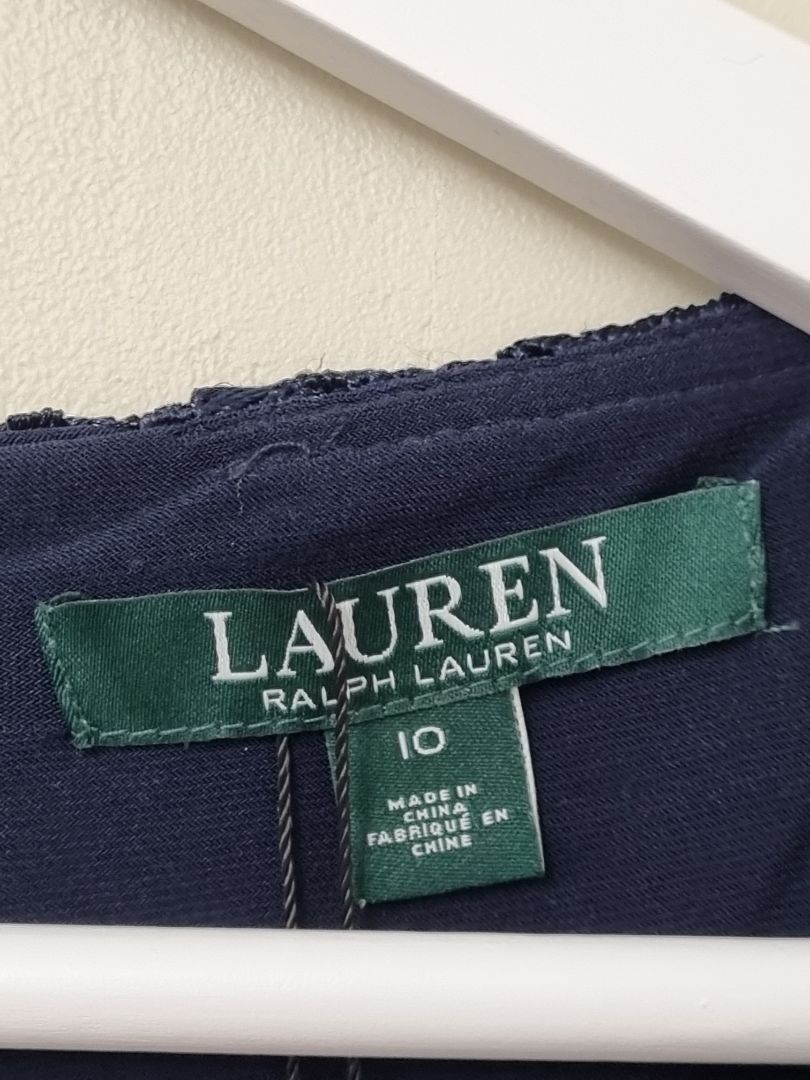 LAUREN
RALPH LAUREN
10
MADE IN
CHINA
FABRIQUÉ EN
CHINE